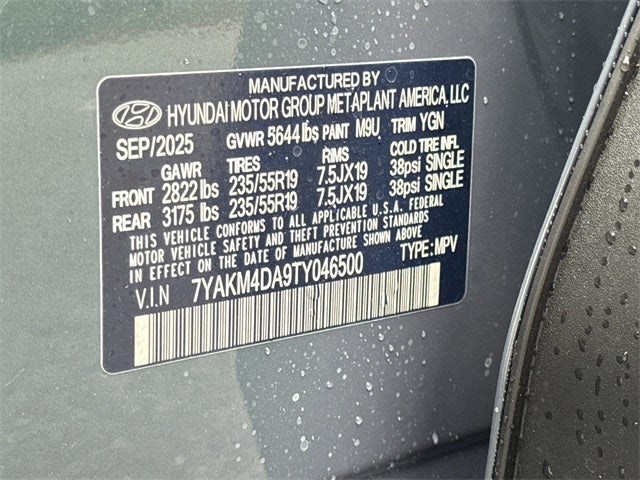 MANUFACTURED BY
HYUNDAI MOTOR GROUP METAPLANT AMERICA, LLC
SEP/2025 GVWR 5644 lbs PAINT M9U TRIM YGN
GAWR TIRES RIMS COLD TIRE INFL
FRONT 2822 lbs 235/55R19 7.5JX19 38psi SINGLE
REAR 3175 lbs 235/55R19 7.5JX19 38psi SINGLE
THIS VEHICLE CONFORMS TO ALL APPLICABLE U.S.A. FEDERAL
MOTOR VEHICLE SAFETY AND THEFT PREVENTION STANDARDS
IN EFFECT ON THE DATE OF MANUFACTURE SHOWN ABOVE.
V.I.N 7YAKM4DA9TY046500 TYPE: MPV